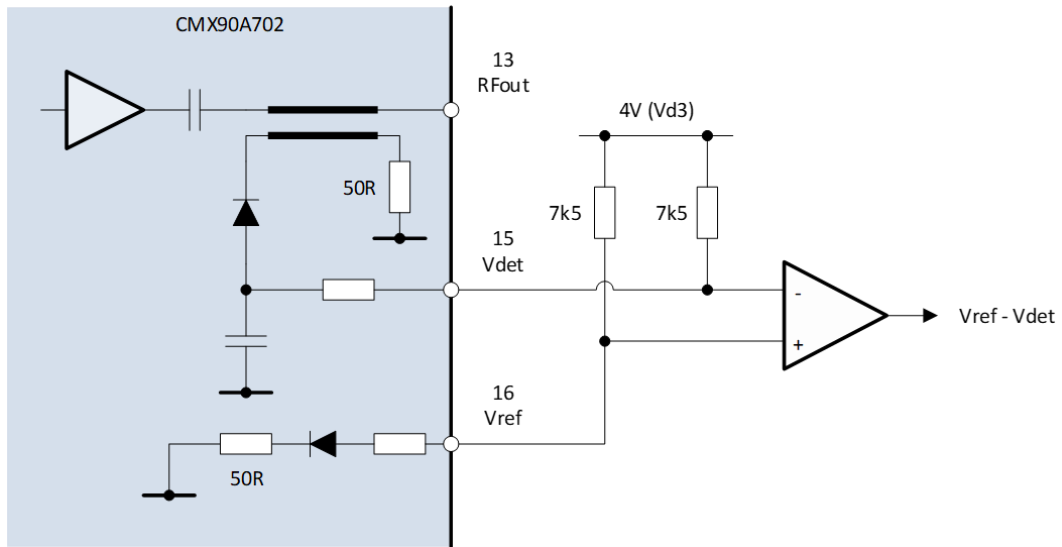 CMX90A702
13
RFout
4V (Vd3)
50R
7k5
7k5
15
Vdet
-
Vref - Vdet
+
16
Vref
50R